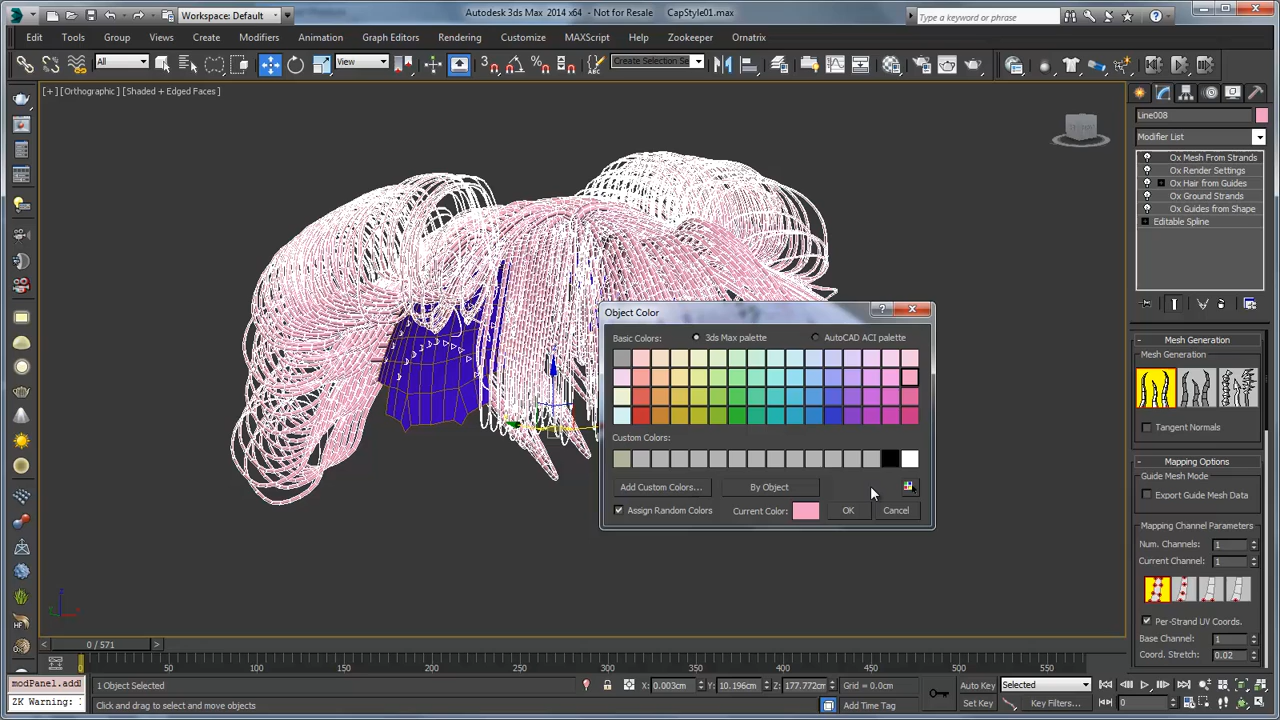 Workspace: Default
Autodesk 3ds Max 2014 x64 - Not for Resale CapStyle01.max
Type a keyword or phrase
Edit Tools Group Views Create Modifiers Animation Graph Editors Rendering Customize MAXScript Help Zookeeper Ornatrix
All
View
Create Selection Se
[+] [Orthographic] [Shaded + Edged Faces]
Line008
Modifier List
Ox Mesh From Strands
Ox Render Settings
Ox Hair from Guides
Ox Ground Strands
Ox Guides from Shape
Editable Spline
Object Color
Basic Colors: 3ds Max palette AutoCAD ACI palette
Custom Colors:
Add Custom Colors... By Object
Assign Random Colors Current Color: OK Cancel
Mesh Generation
Mesh Generation
Tangent Normals
Mapping Options
Guide Mesh Mode
Export Guide Mesh Data
Mapping Channel Parameters
Num. Channels: 1
Current Channel: 1
Per-Strand UV Coords.
Base Channel: 1
Coord. Stretch: 0.02
0 / 571
0 50 100 150 200 250 300 350 400 450 500 550
modPanel.addM
ZK Warning:
1 Object Selected
X: 0.003cm Y: 10.196cm Z: 177.772cm Grid = 0.0cm
Auto Key Selected
Click and drag to select and move objects
Add Time Tag
Set Key Key Filters... 0